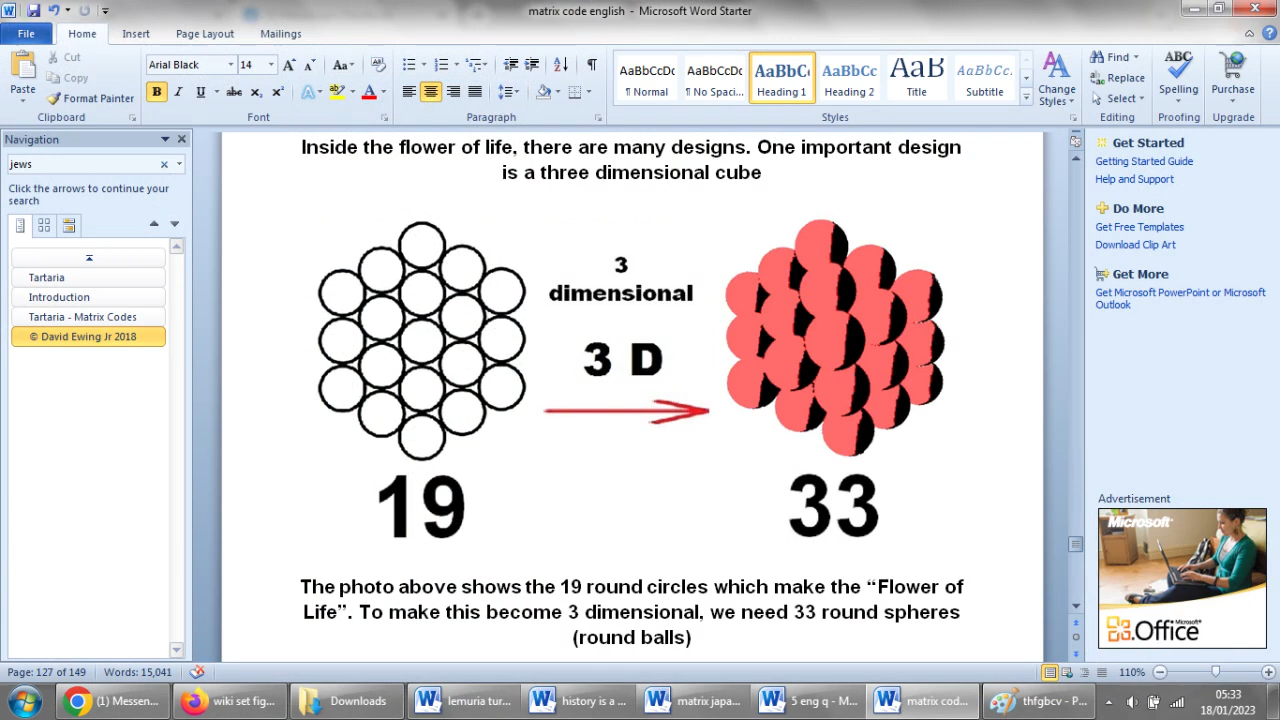 matrix code english - Microsoft Word Starter
File
Home
Insert
Page Layout
Mailings
Paste
Cut
Copy
Format Painter
Clipboard
Arial Black
14
Font
Paragraph
AaBbCcDc
¶ Normal
AaBbCcDc
¶ No Spaci...
AaBbC
Heading 1
AaBbCc
Heading 2
AaB
Title
AaBbCcL
Subtitle
Change
Styles
Styles
Find
Replace
Select
Editing
ABC
Spelling
Proofing
Purchase
Upgrade
Navigation
jews
Click the arrows to continue your
search
Tartaria
Introduction
Tartaria - Matrix Codes
© David Ewing Jr 2018
Inside the flower of life, there are many designs. One important design
is a three dimensional cube
3
dimensional
3 D
19
33
The photo above shows the 19 round circles which make the “Flower of
Life”. To make this become 3 dimensional, we need 33 round spheres
(round balls)
Get Started
Getting Started Guide
Help and Support
Do More
Get Free Templates
Download Clip Art
Get More
Get Microsoft PowerPoint or Microsoft
Outlook
Advertisement
Microsoft
Microsoft
Office
Page: 127 of 149
Words: 15,041
110%
(1) Messen...
wiki set fig...
Downloads
lemuria tur...
history is a ...
matrix japa...
5 eng q - M...
matrix cod...
thfgbcv - P...
05:33
18/01/2023